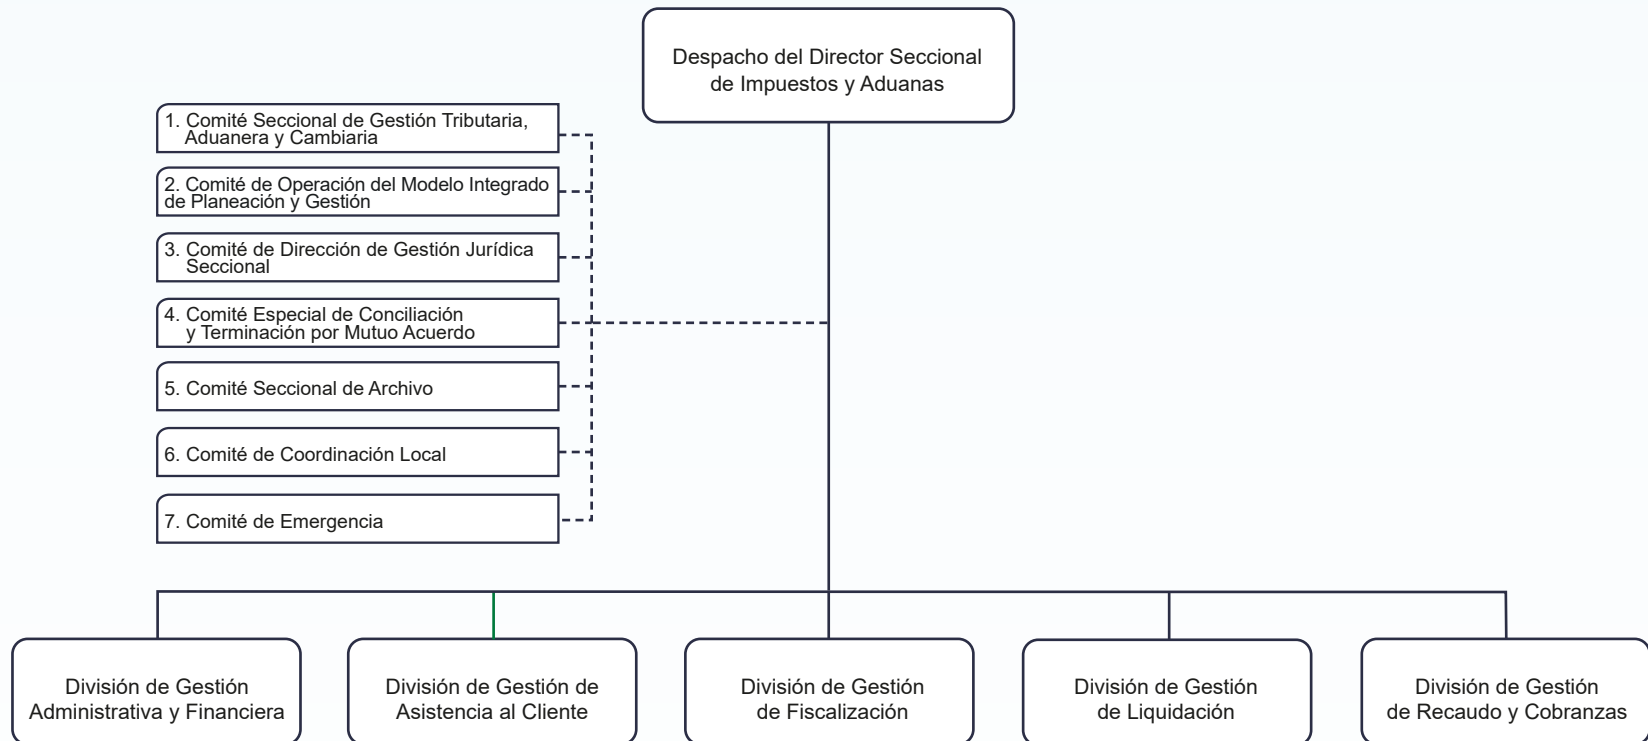 Despacho del Director Seccional
de Impuestos y Aduanas
1. Comité Seccional de Gestión Tributaria,
Aduanera y Cambiaria
2. Comité de Operación del Modelo Integrado
de Planeación y Gestión
3. Comité de Dirección de Gestión Jurídica
Seccional
4. Comité Especial de Conciliación
y Terminación por Mutuo Acuerdo
5. Comité Seccional de Archivo
6. Comité de Coordinación Local
7. Comité de Emergencia
División de Gestión
Administrativa y Financiera
División de Gestión de
Asistencia al Cliente
División de Gestión
de Fiscalización
División de Gestión
de Liquidación
División de Gestión
de Recaudo y Cobranzas